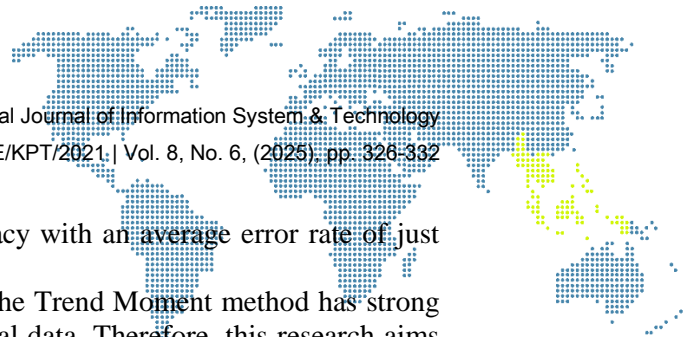 al Journal of Information System & Technology
E/KPT/2021 | Vol. 8, No. 6, (2025), pp. 326-332
acy with an average error rate of just
he Trend Moment method has strong
al data. Therefore, this research aims